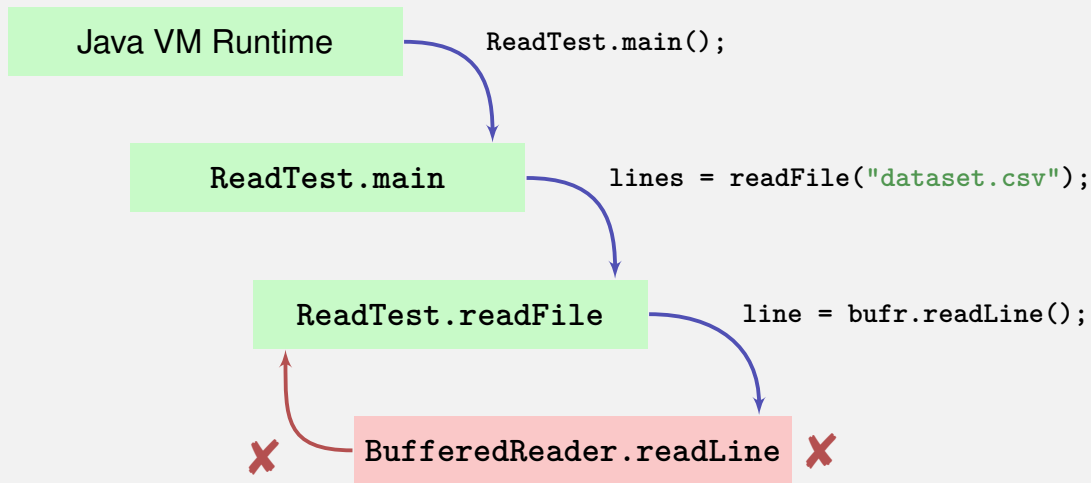 Java VM Runtime
ReadTest.main();
ReadTest.main
lines = readFile("dataset.csv");
ReadTest.readFile
line = bufr.readLine();
BufferedReader.readLine